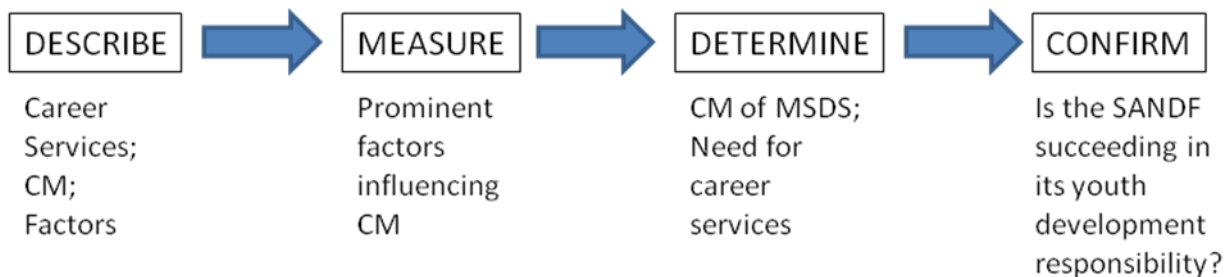 DESCRIBE
Career
Services;
CM;
Factors
MEASURE
Prominent
factors
influencing
CM
DETERMINE
CM of MSDS;
Need for
career
services
CONFIRM
Is the SANDF
succeeding in
its youth
development
responsibility?